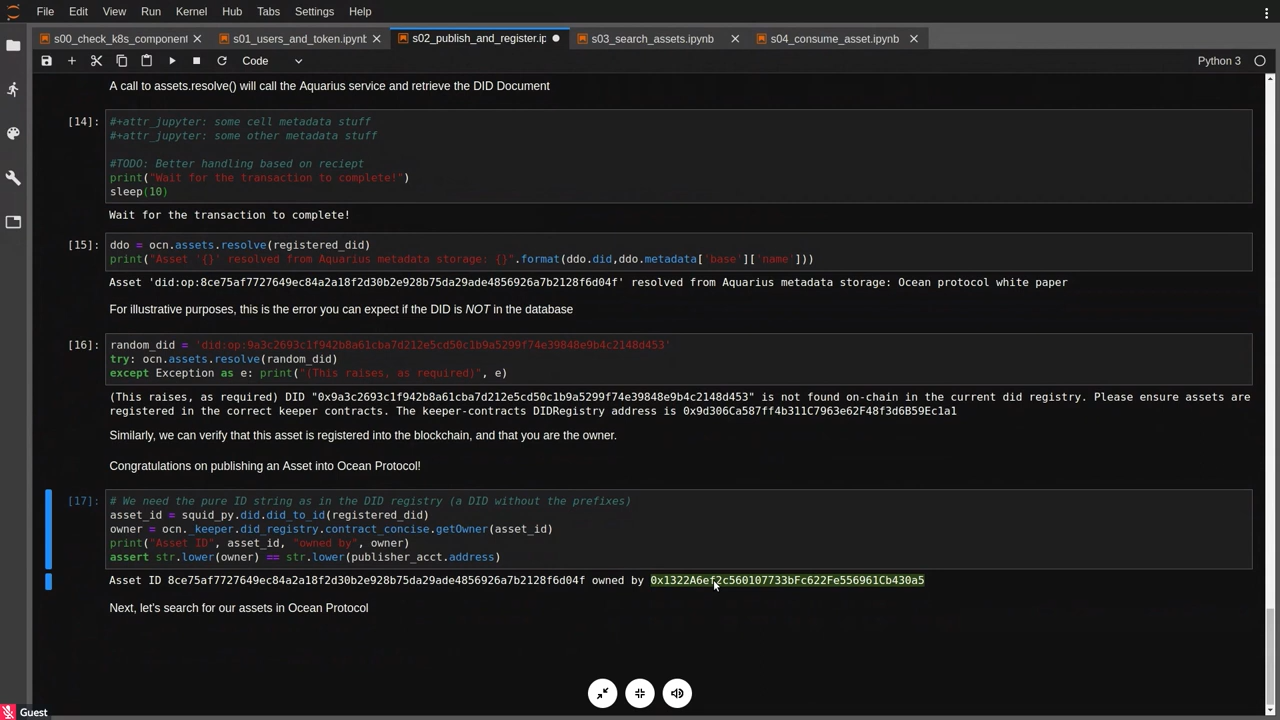 File Edit View Run Kernel Hub Tabs Settings Help
s00_check_k8s_component s01_users_and_token.ipynb s02_publish_and_register.ip s03_search_assets.ipynb s04_consume_asset.ipynb
Code Python 3
A call to assets.resolve() will call the Aquarius service and retrieve the DID Document
[14]: #+attr_jupyter: some cell metadata stuff
#+attr_jupyter: some other metadata stuff
#TODO: Better handling based on reciept
print("Wait for the transaction to complete!")
sleep(10)
Wait for the transaction to complete!
[15]: ddo = ocn.assets.resolve(registered_did)
print("Asset '{}' resolved from Aquarius metadata storage: {}".format(ddo.did,ddo.metadata['base']['name']))
Asset 'did:op:8ce75af7727649ec84a2a18f2d30b2e928b75da29ade4856926a7b2128f6d04f' resolved from Aquarius metadata storage: Ocean protocol white paper
For illustrative purposes, this is the error you can expect if the DID is NOT in the database
[16]: random_did = 'did:op:9a3c2693c1f942b8a61cba7d212e5cd50c1b9a5299f74e39848e9b4c2148d453'
try: ocn.assets.resolve(random_did)
except Exception as e: print("(This raises, as required)", e)
(This raises, as required) DID "0x9a3c2693c1f942b8a61cba7d212e5cd50c1b9a5299f74e39848e9b4c2148d453" is not found on-chain in the current did registry. Please ensure assets are
registered in the correct keeper contracts. The keeper-contracts DIDRegistry address is 0x9d306Ca587ff4b311C7963e62F48f3d6B59Ec1a1
Similarly, we can verify that this asset is registered into the blockchain, and that you are the owner.
Congratulations on publishing an Asset into Ocean Protocol!
[17]: # We need the pure ID string as in the DID registry (a DID without the prefixes)
asset_id = squid_py.did.did_to_id(registered_did)
owner = ocn._keeper.did_registry.contract_concise.getOwner(asset_id)
print("Asset ID", asset_id, "owned by", owner)
assert str.lower(owner) == str.lower(publisher_acct.address)
Asset ID 8ce75af7727649ec84a2a18f2d30b2e928b75da29ade4856926a7b2128f6d04f owned by 0x1322A6ef2c560107733bFc622Fe556961Cb430a5
Next, let's search for our assets in Ocean Protocol
Guest